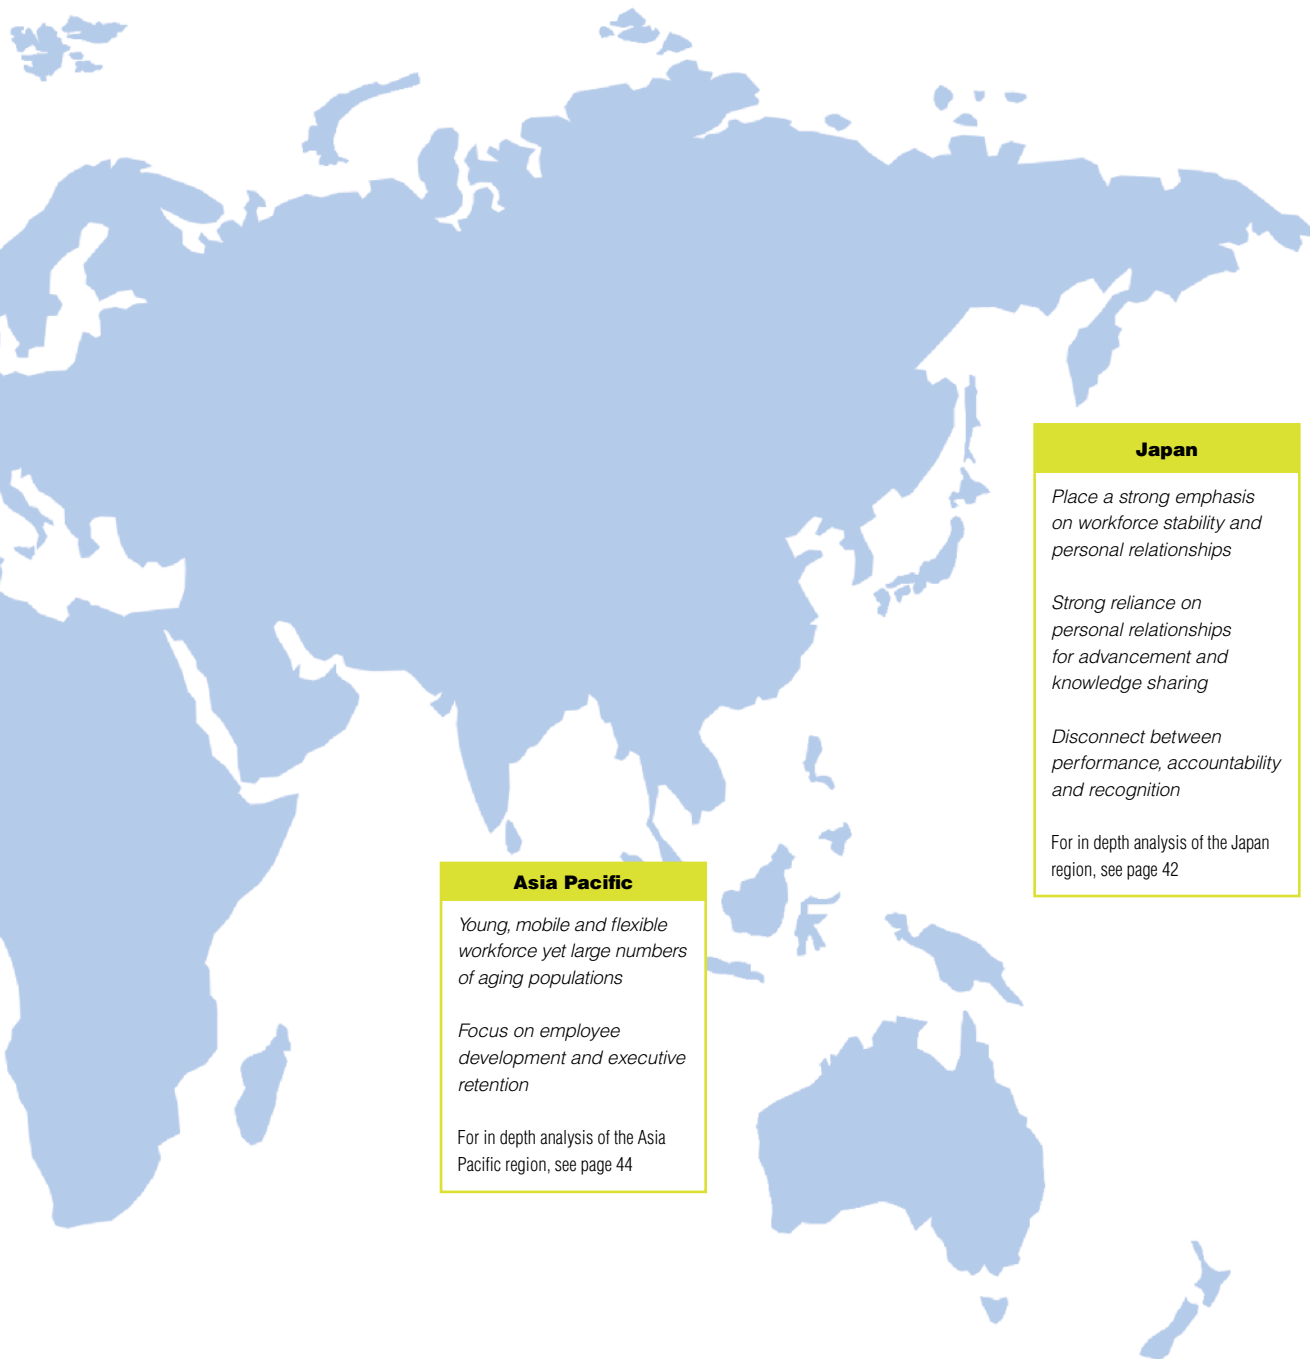 Japan
Place a strong emphasis
on workforce stability and
personal relationships
Strong reliance on
personal relationships
for advancement and
knowledge sharing
Disconnect between
performance, accountability
and recognition
For in depth analysis of the Japan
region, see page 42
Asia Pacific
Young, mobile and flexible
workforce yet large numbers
of aging populations
Focus on employee
development and executive
retention
For in depth analysis of the Asia
Pacific region, see page 44